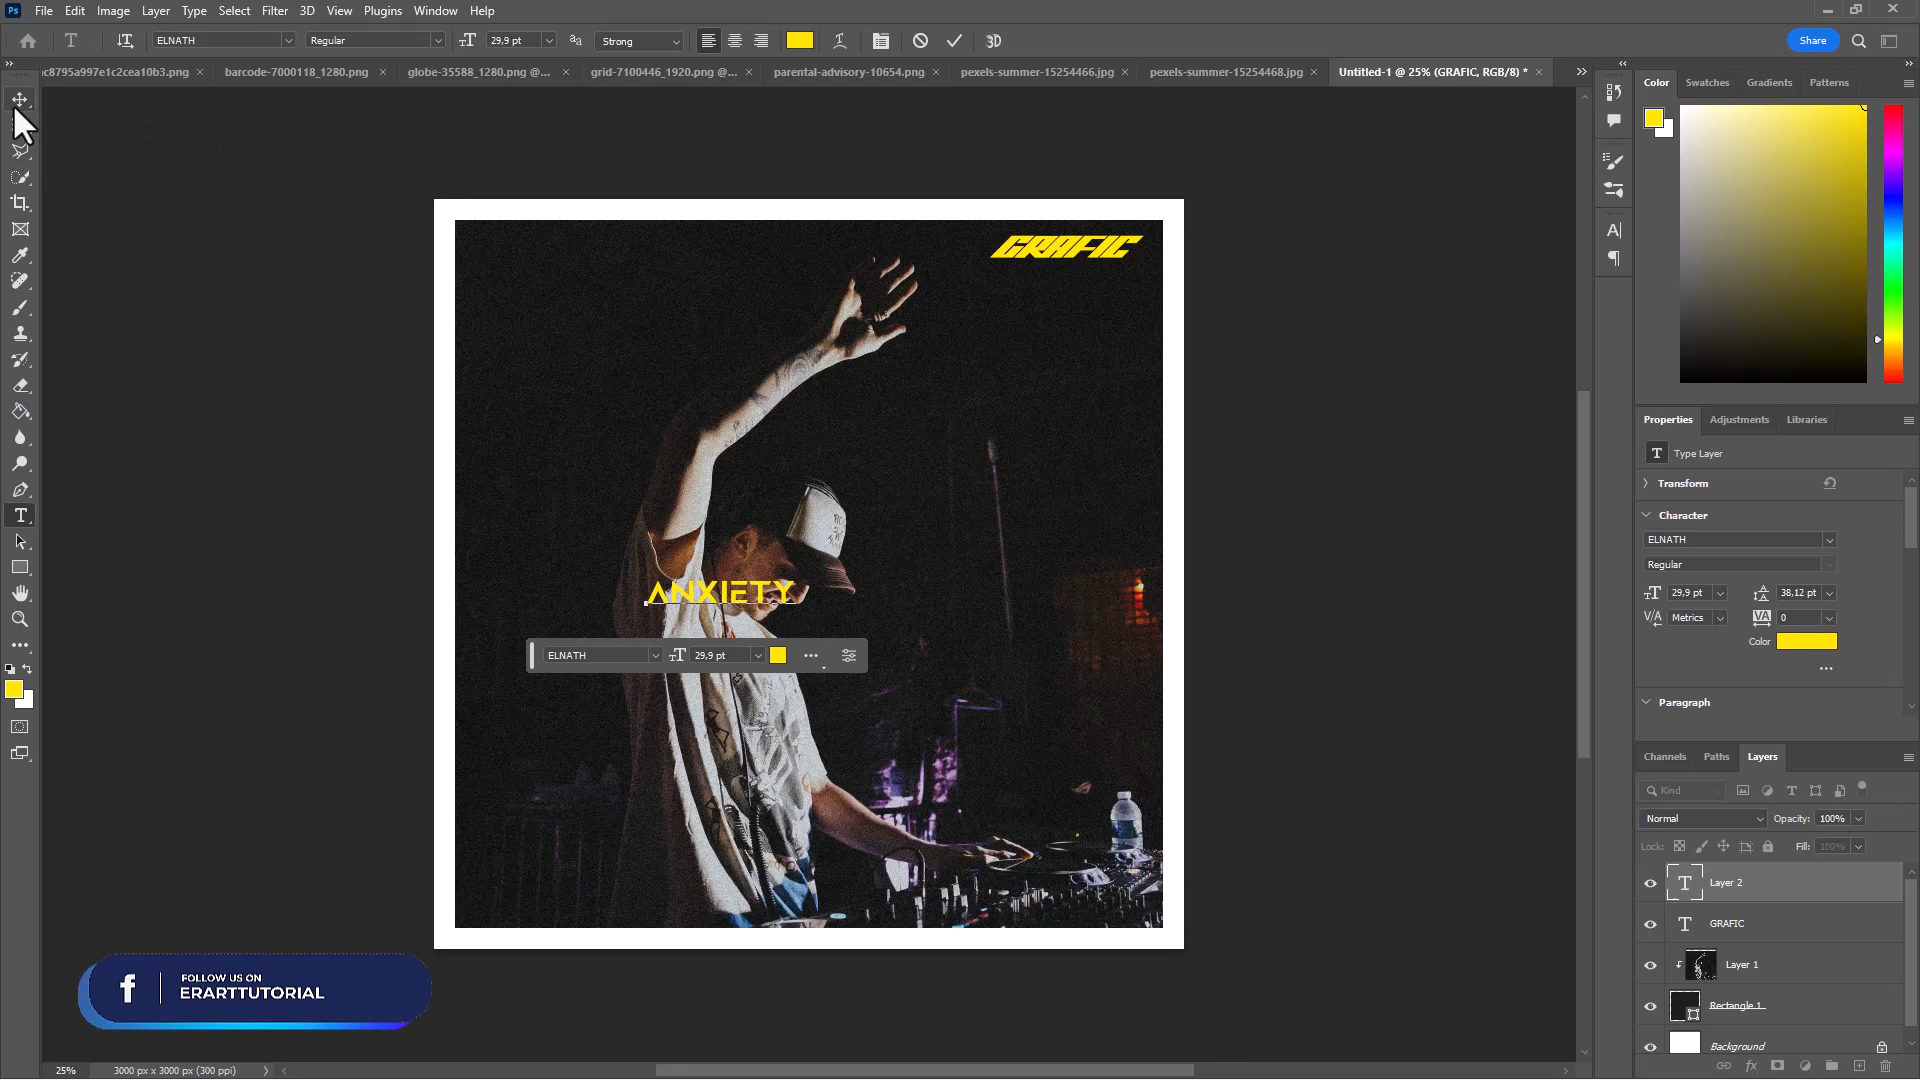 Ps File Edit Image Layer Type Select Filter 3D View Plugins Window Help
T ELNATH Regular 29,9 pt aa Strong 3D Share
c8795a997e1c2cea10b3.png barcode-7000118_1280.png globe-35588_1280.png @... grid-7100446_1920.png @... parental-advisory-10654.png pexels-summer-15254466.jpg pexels-summer-15254468.jpg Untitled-1 @ 25% (GRAFIC, RGB/8) *
Color Swatches Gradients Patterns
GRAFIC
ANXIETY
ELNATH 29,9 pt
Properties Adjustments Libraries
T Type Layer
Transform
Character
ELNATH
Regular
29,9 pt 38,12 pt
Metrics 0
Color
Paragraph
Channels Paths Layers
Kind
Normal Opacity: 100%
Lock: Fill: 100%
T Layer 2
T GRAFIC
Layer 1
Rectangle 1
Background
f FOLLOW US ON
ERARTTUTORIAL
25% 3000 px x 3000 px (300 ppi)